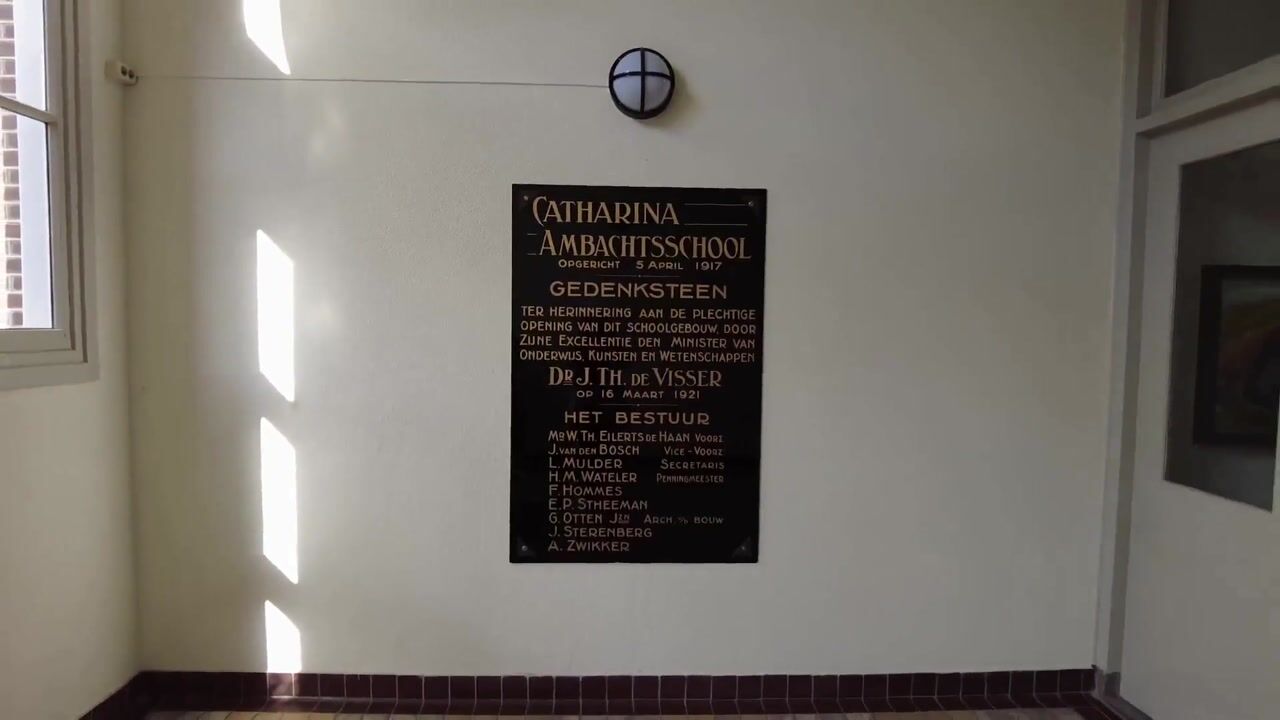 CATHARINA
AMBACHTSSCHOOL
OPGERICHT 5 APRIL 1917
GEDENKSTEEN
TER HERINNERING AAN DE PLECHTIGE
OPENING VAN DIT SCHOOLGEBOUW, DOOR
ZIJNE EXCELLENTIE DEN MINISTER VAN
ONDERWIJS, KUNSTEN EN WETENSCHAPPEN
DR J. TH. DE VISSER
OP 16 MAART 1921
HET BESTUUR
MR W. TH. EILERTS DE HAAN VOORZ
J. VAN DEN BOSCH VICE-VOORZ
L. MULDER SECRETARIS
H. M. WATELER PENNINGMEESTER
F. HOMMES
E. P. STHEEMAN
G. OTTEN JZN ARCH. V/D BOUW
J. STERENBERG
A. ZWIKKER